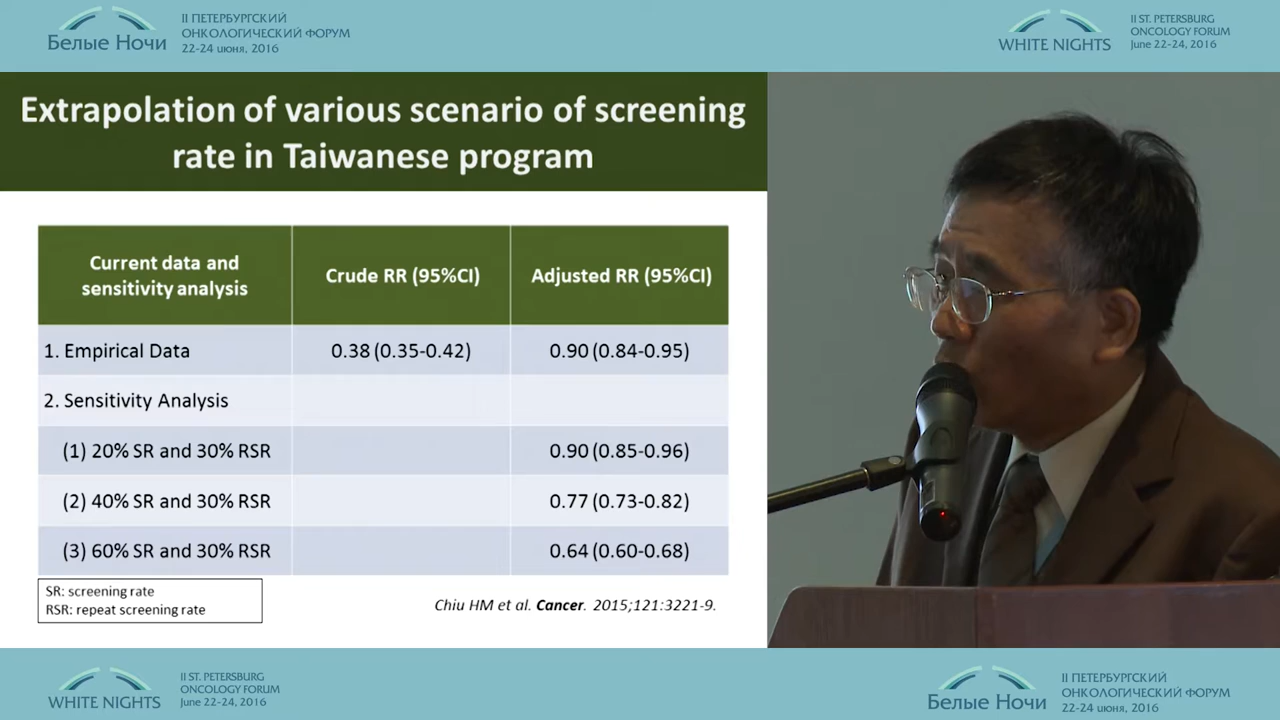 Белые Ночи
II ПЕТЕРБУРГСКИЙ
ОНКОЛОГИЧЕСКИЙ ФОРУМ
22-24 июня, 2016
WHITE NIGHTS
II ST. PETERSBURG
ONCOLOGY FORUM
June 22-24, 2016
Extrapolation of various scenario of screening
rate in Taiwanese program
Current data and
sensitivity analysis
Crude RR (95%CI)
Adjusted RR (95%CI)
1. Empirical Data
0.38 (0.35-0.42)
0.90 (0.84-0.95)
2. Sensitivity Analysis
(1) 20% SR and 30% RSR
0.90 (0.85-0.96)
(2) 40% SR and 30% RSR
0.77 (0.73-0.82)
(3) 60% SR and 30% RSR
0.64 (0.60-0.68)
SR: screening rate
RSR: repeat screening rate
Chiu HM et al. Cancer. 2015;121:3221-9.
WHITE NIGHTS
II ST. PETERSBURG
ONCOLOGY FORUM
June 22-24, 2016
Белые Ночи
II ПЕТЕРБУРГСКИЙ
ОНКОЛОГИЧЕСКИЙ ФОРУМ
22-24 июня, 2016